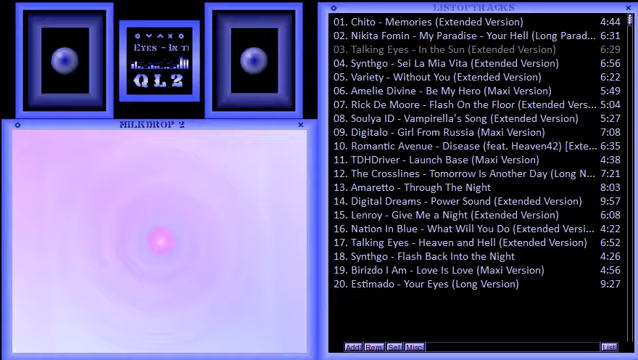 LIST OF TRACKS
EYES - IN T
MILKDROP 2
01. Chito - Memories (Extended Version) 4:44
02. Nikita Fomin - My Paradise - Your Hell (Long Parad... 6:31
03. Talking Eyes - In the Sun (Extended Version) 6:29
04. Synthgo - Sei La Mia Vita (Extended Version) 6:56
05. Variety - Without You (Extended Version) 6:22
06. Amelie Divine - Be My Hero (Maxi Version) 5:49
07. Rick De Moore - Flash On the Floor (Extended Vers... 5:04
08. Soulya ID - Vampirella's Song (Extended Version) 5:27
09. Digitalo - Girl From Russia (Maxi Version) 7:08
10. Romantic Avenue - Disease (feat. Heaven42) [Exte... 6:35
11. TDHDriver - Launch Base (Maxi Version) 4:38
12. The Crosslines - Tomorrow Is Another Day (Long N... 7:21
13. Amaretto - Through The Night 8:03
14. Digital Dreams - Power Sound (Extended Version) 9:57
15. Lenroy - Give Me a Night (Extended Version) 6:08
16. Nation In Blue - What Will You Do (Extended Versi... 4:22
17. Talking Eyes - Heaven and Hell (Extended Version) 6:52
18. Synthgo - Flash Back Into the Night 4:26
19. Birizdo I Am - Love Is Love (Maxi Version) 4:56
20. Estimado - Your Eyes (Long Version) 9:27
Add Rem Sel Misc List